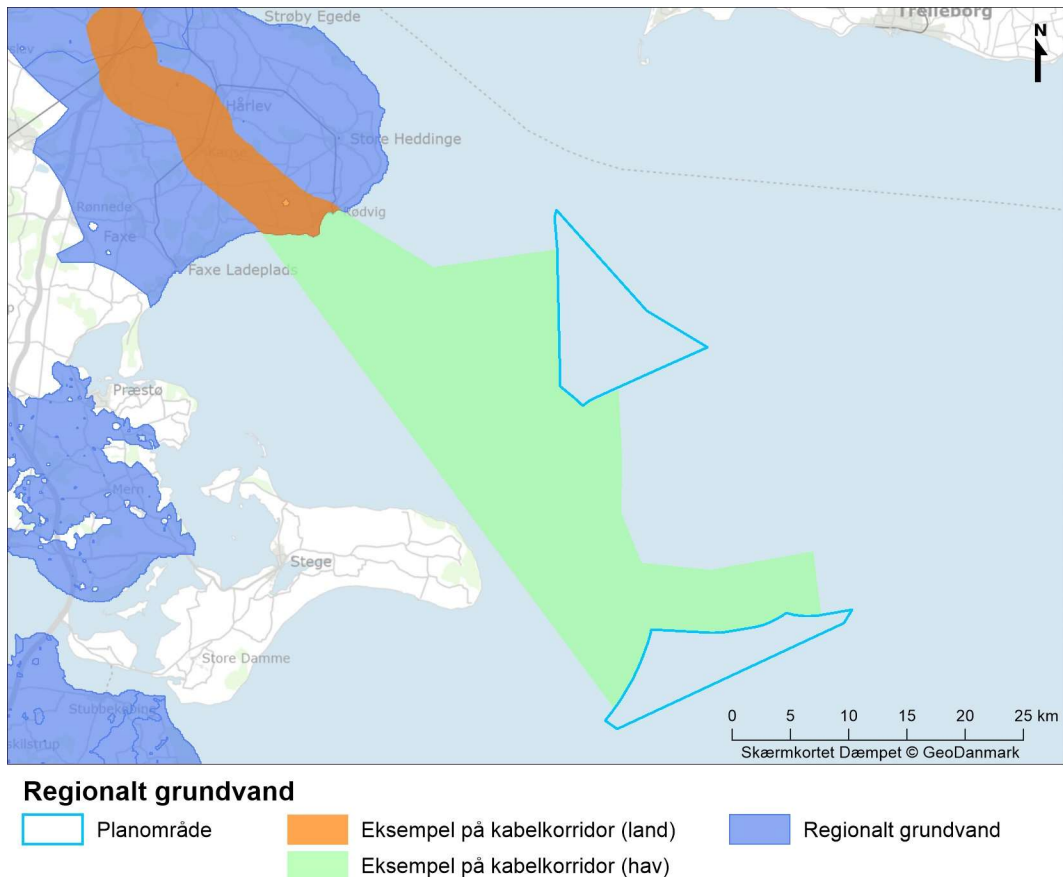 Strøby Egede
Trelleborg
N
Hårlev
Store Heddinge
Rødvig
Rønnede
Faxe
Faxe Ladeplads
Præstø
Mern
Stege
Store Damme
Stubbekøbing
0 5 10 15 20 25 km
Skærmkortet Dæmpet © GeoDanmark
Regionalt grundvand
Planområde
Eksempel på kabelkorridor (land)
Regionalt grundvand
Eksempel på kabelkorridor (hav)